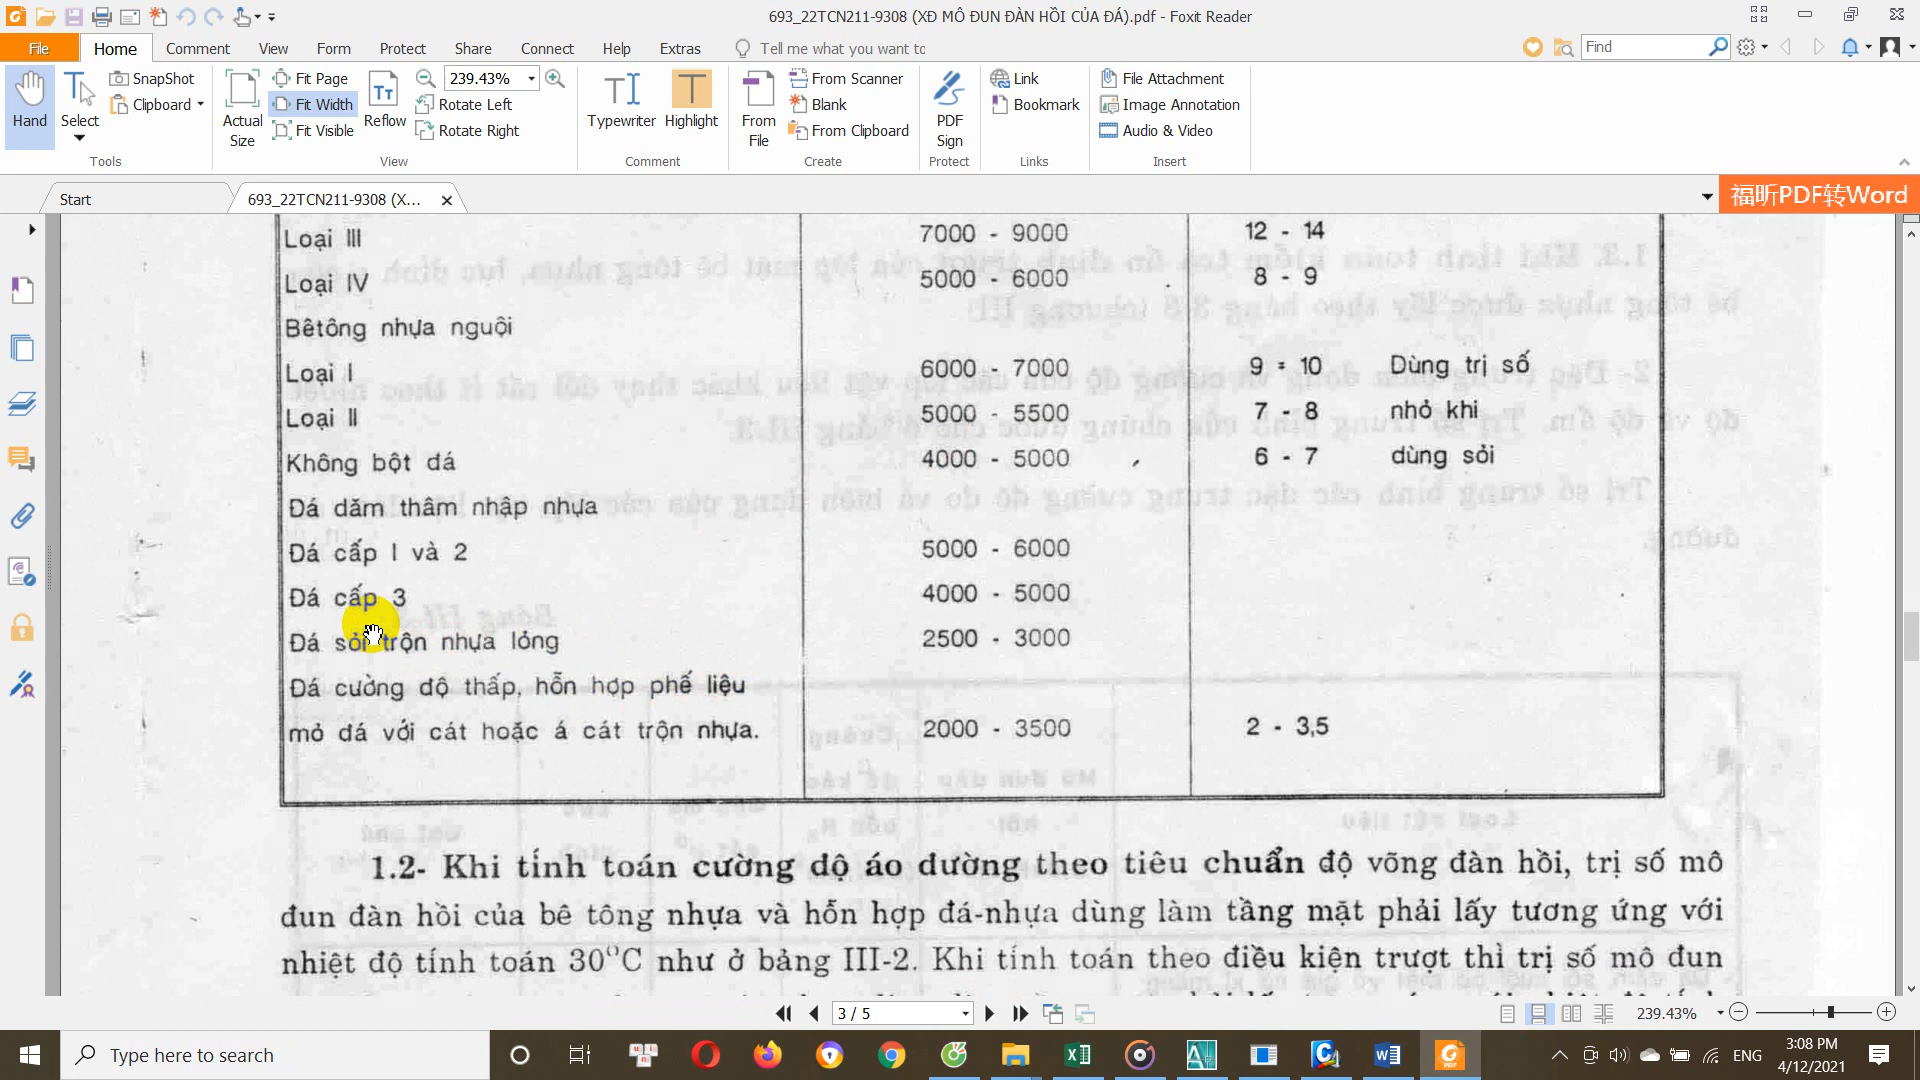 693_22TCN211-9308 (XĐ MÔ ĐUN ĐÀN HỒI CỦA ĐÁ).pdf - Foxit Reader
File Home Comment View Form Protect Share Connect Help Extras Tell me what you want to Find
Hand Select SnapShot Clipboard Tools
Actual Size Fit Page Fit Width Fit Visible Reflow 239.43% Rotate Left Rotate Right View
Typewriter Highlight Comment
From File From Scanner Blank From Clipboard Create
PDF Sign Protect
Link Bookmark Links
File Attachment Image Annotation Audio & Video Insert
Start 693_22TCN211-9308 (X... 福昕PDF转Word
Loại III 7000 - 9000 12 - 14
Loại IV 5000 - 6000 8 - 9
Bêtông nhựa nguội
Loại I 6000 - 7000 9 - 10 Dùng trị số
Loại II 5000 - 5500 7 - 8 nhỏ khi
Không bột đá 4000 - 5000 6 - 7 dùng sỏi
Đá dăm thâm nhập nhựa
Đá cấp I và 2 5000 - 6000
Đá cấp 3 4000 - 5000
Đá sỏi trộn nhựa lỏng 2500 - 3000
Đá cường độ thấp, hỗn hợp phế liệu
mỏ đá với cát hoặc á cát trộn nhựa. 2000 - 3500 2 - 3,5
1.2- Khi tính toán cường độ áo đường theo tiêu chuẩn độ võng đàn hồi, trị số mô
đun đàn hồi của bê tông nhựa và hỗn hợp đá-nhựa dùng làm tầng mặt phải lấy tương ứng với
nhiệt độ tính toán 30°C như ở bảng III-2. Khi tính toán theo điều kiện trượt thì trị số mô đun
3 / 5 239.43%
Type here to search ENG 3:08 PM
4/12/2021